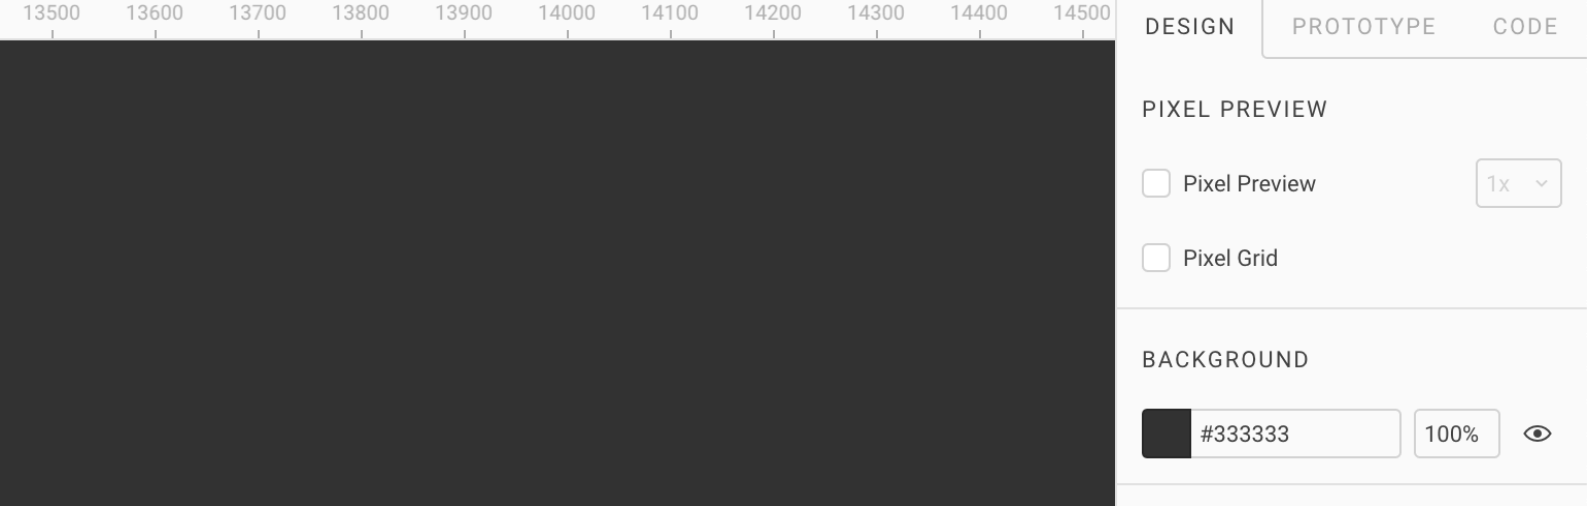 13500 13600 13700 13800 13900 14000 14100 14200 14300 14400 14500
DESIGN PROTOTYPE CODE
PIXEL PREVIEW
Pixel Preview 1x
Pixel Grid
BACKGROUND
#333333 100%